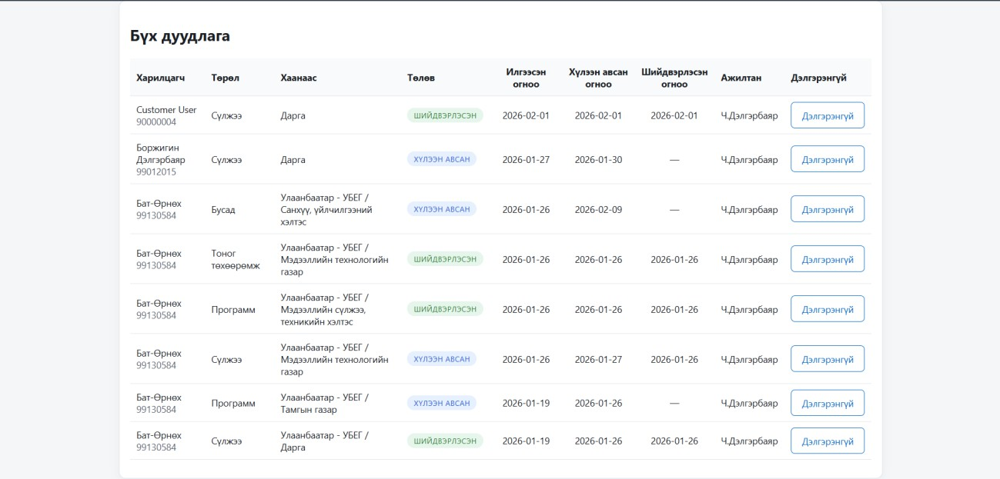 Бүх дуудлага
Харилцагч Төрөл Хаанаас Төлөв Илгээсэн огноо Хүлээн авсан огноо Шийдвэрлэсэн огноо Ажилтан Дэлгэрэнгүй
Customer User
90000004
Сүлжээ
Дарга
ШИЙДВЭРЛЭСЭН
2026-02-01
2026-02-01
2026-02-01
Ч.Дэлгэрбаяр
Дэлгэрэнгүй
Боржигин
Дэлгэрбаяр
99012015
Сүлжээ
Дарга
ХҮЛЭЭН АВСАН
2026-01-27
2026-01-30
—
Ч.Дэлгэрбаяр
Дэлгэрэнгүй
Бат-Өрнөх
99130584
Бусад
Улаанбаатар - УБЕГ /
Санхүү, үйлчилгээний
хэлтэс
ХҮЛЭЭН АВСАН
2026-01-26
2026-02-09
—
Ч.Дэлгэрбаяр
Дэлгэрэнгүй
Бат-Өрнөх
99130584
Тоног
төхөөрөмж
Улаанбаатар - УБЕГ /
Мэдээллийн технологийн
газар
ШИЙДВЭРЛЭСЭН
2026-01-26
2026-01-26
2026-01-26
Ч.Дэлгэрбаяр
Дэлгэрэнгүй
Бат-Өрнөх
99130584
Программ
Улаанбаатар - УБЕГ /
Мэдээллийн сүлжээ,
техникийн хэлтэс
ШИЙДВЭРЛЭСЭН
2026-01-26
2026-01-26
2026-01-26
Ч.Дэлгэрбаяр
Дэлгэрэнгүй
Бат-Өрнөх
99130584
Сүлжээ
Улаанбаатар - УБЕГ /
Мэдээллийн технологийн
газар
ХҮЛЭЭН АВСАН
2026-01-26
2026-01-27
2026-01-26
Ч.Дэлгэрбаяр
Дэлгэрэнгүй
Бат-Өрнөх
99130584
Программ
Улаанбаатар - УБЕГ /
Тамгын газар
ХҮЛЭЭН АВСАН
2026-01-19
2026-01-26
—
Ч.Дэлгэрбаяр
Дэлгэрэнгүй
Бат-Өрнөх
99130584
Сүлжээ
Улаанбаатар - УБЕГ /
Дарга
ШИЙДВЭРЛЭСЭН
2026-01-19
2026-01-26
2026-01-26
Ч.Дэлгэрбаяр
Дэлгэрэнгүй